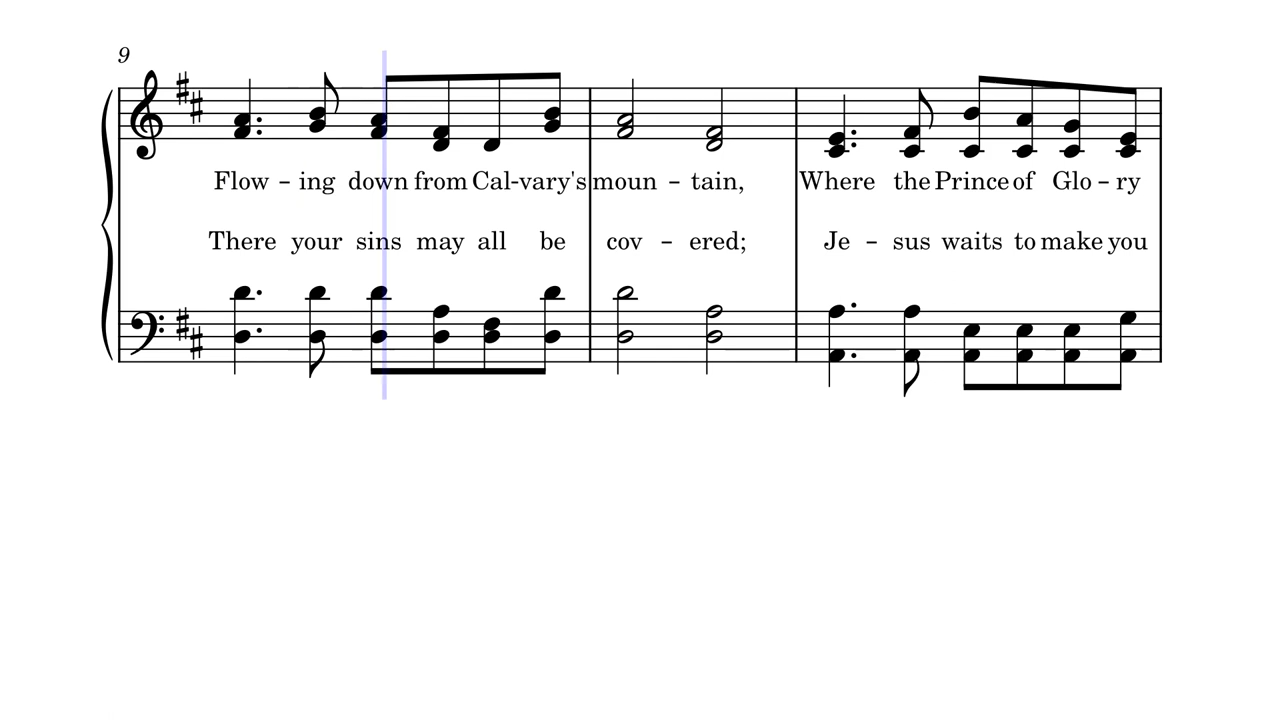 9
Flow – ing down from Cal-vary's moun – tain, Where the Prince of Glo – ry
There your sins may all be cov – ered; Je – sus waits to make you